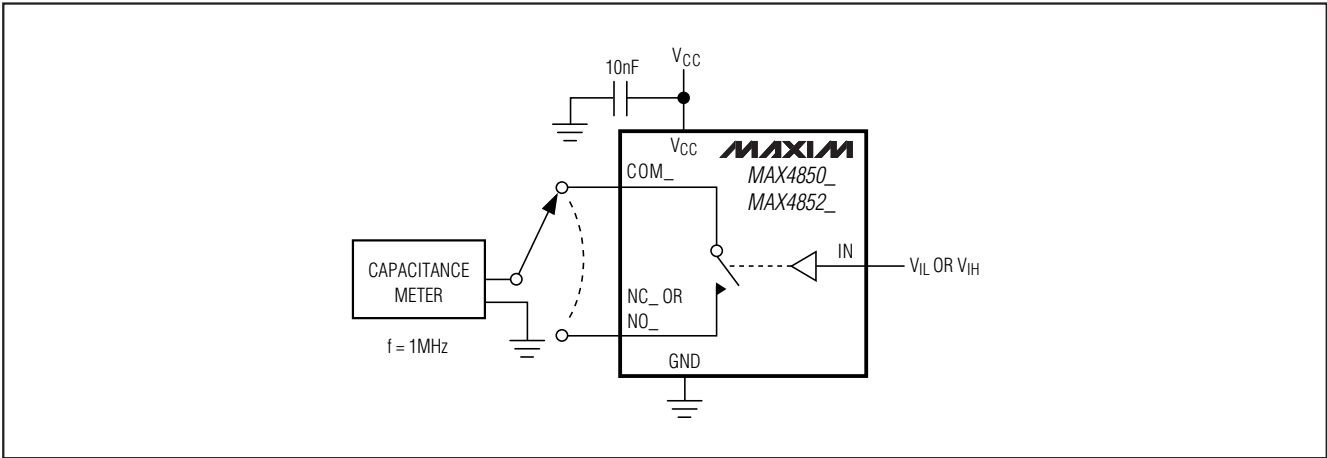 10nF
VCC
VCC
MAXIM
COM_
MAX4850_
MAX4852_
IN
VIL OR VIH
CAPACITANCE
METER
NC_ OR
NO_
f = 1MHz
GND